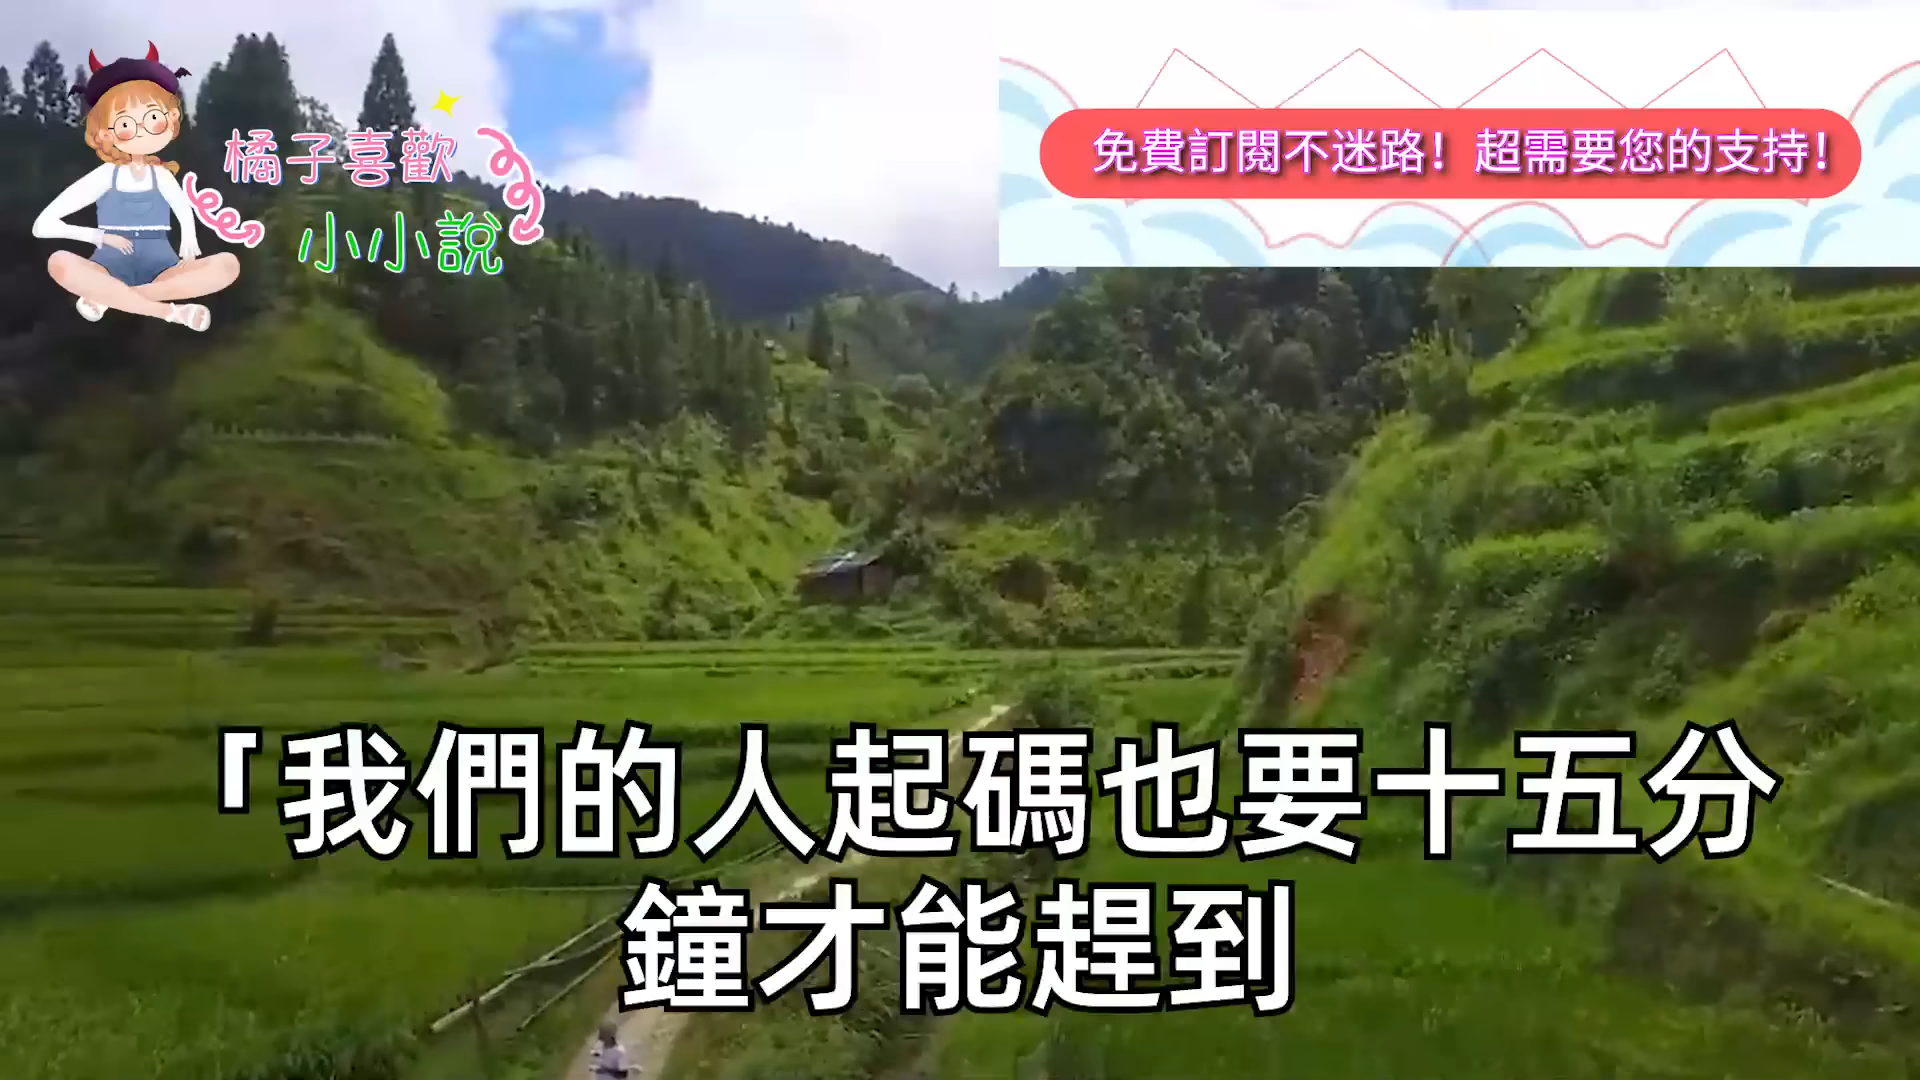 橘子喜歡
小小說
免費訂閱不迷路！超需要您的支持！
「我們的人起碼也要十五分
鐘才能趕到